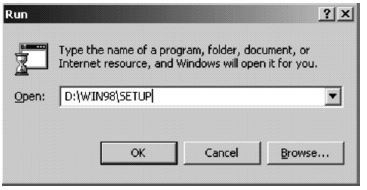 Run
Type the name of a program, folder, document, or
Internet resource, and Windows will open it for you.
Open: D:\WIN98\SETUP
OK Cancel Browse...